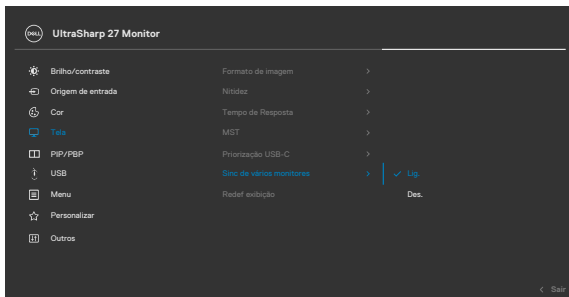 DELL UltraSharp 27 Monitor
Brilho/contraste
Origem de entrada
Cor
Tela
PIP/PBP
USB
Menu
Personalizar
Outros
Formato de imagem
Nitidez
Tempo de Resposta
MST
Priorização USB-C
Sinc de vários monitores
Redef exibição
Lig.
Des.
Sair